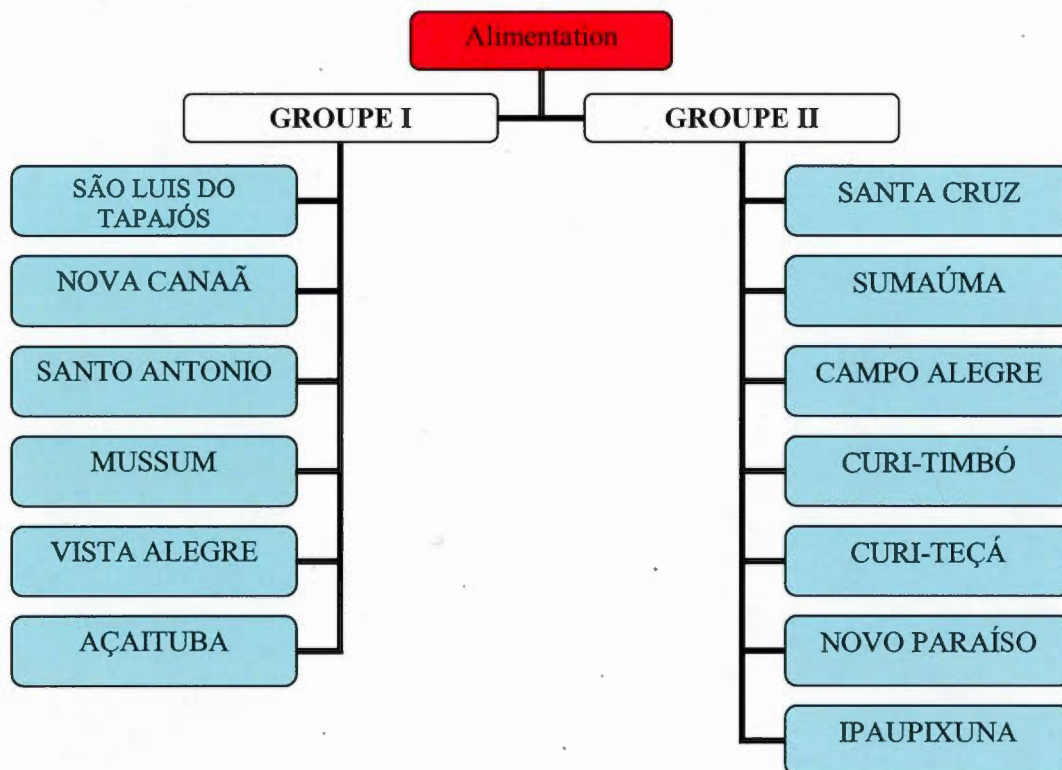 Alimentation
GROUPE I
GROUPE II
SÃO LUIS DO
TAPAJÓS
NOVA CANAÃ
SANTO ANTONIO
MUSSUM
VISTA ALEGRE
AÇAITUBA
SANTA CRUZ
SUMAÚMA
CAMPO ALEGRE
CURI-TIMBÓ
CURI-TEÇÁ
NOVO PARAÍSO
IPAUPIXUNA